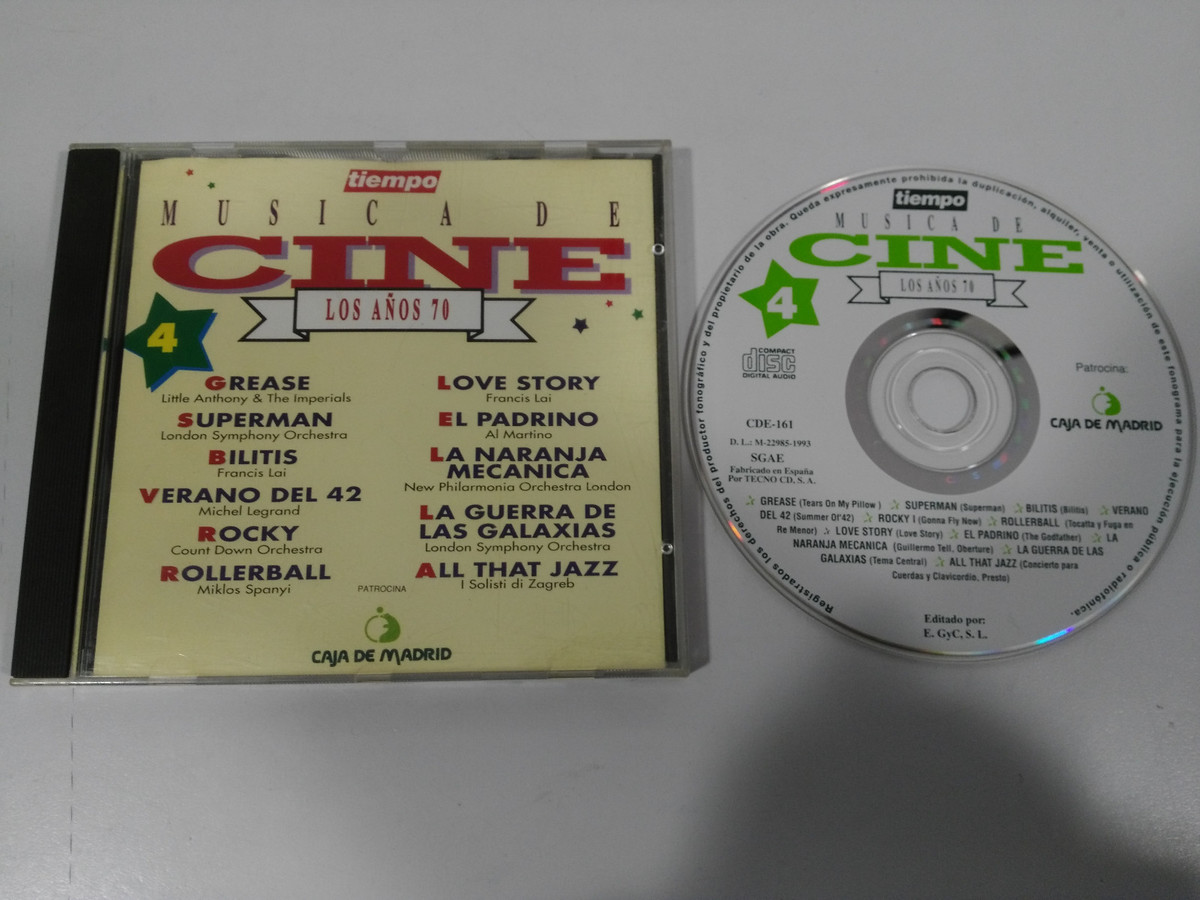 tiempo
MUSICA DE
CINE
LOS AÑOS 70
4
GREASE
Little Anthony & The Imperials
SUPERMAN
London Symphony Orchestra
BILITIS
Francis Lai
VERANO DEL 42
Michel Legrand
ROCKY
Count Down Orchestra
ROLLERBALL
Miklos Spanyi
LOVE STORY
Francis Lai
EL PADRINO
Al Martino
LA NARANJA
MECANICA
New Philarmonia Orchestra London
LA GUERRA DE
LAS GALAXIAS
London Symphony Orchestra
ALL THAT JAZZ
I Solisti di Zagreb
PATROCINA
CAJA DE MADRID
Registrados los derechos del productor fonográfico y del propietario de la obra. Queda expresamente prohibida la duplicación, alquiler, venta o utilización de este fonograma para la ejecución pública o radiofónica.
tiempo
MUSICA DE
CINE
LOS AÑOS 70
4
COMPACT
disc
DIGITAL AUDIO
Patrocina:
CAJA DE MADRID
CDE-161
D. L.: M-22985-1993
SGAE
Fabricado en España
Por TECNO CD, S. A.
GREASE (Tears On My Pillow ) SUPERMAN (Superman) BILITIS (Bilitis) VERANO
DEL 42 (Summer Of'42) ROCKY I (Gonna Fly Now) ROLLERBALL (Tocatta y Fuga en
Re Menor) LOVE STORY (Love Story) EL PADRINO (The Godfather) LA
NARANJA MECANICA (Guillermo Tell, Oberture) LA GUERRA DE LAS
GALAXIAS (Tema Central) ALL THAT JAZZ (Concierto para
Cuerdas y Clavicordio, Presto)
Editado por:
E. GyC, S. L.